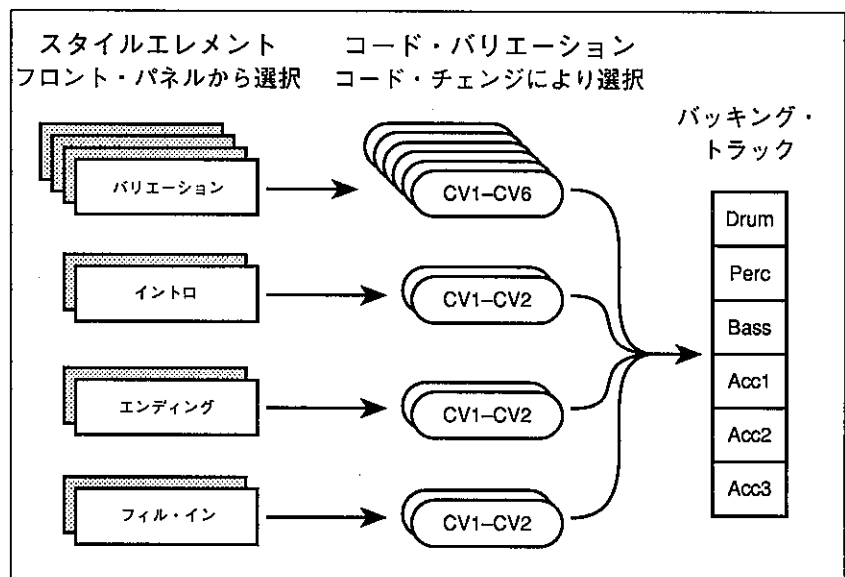 スタイルエレメント
フロント・パネルから選択
コード・バリエーション
コード・チェンジにより選択
バッキング・
トラック
バリエーション
CV1–CV6
イントロ
CV1–CV2
エンディング
CV1–CV2
フィル・イン
CV1–CV2
Drum
Perc
Bass
Acc1
Acc2
Acc3